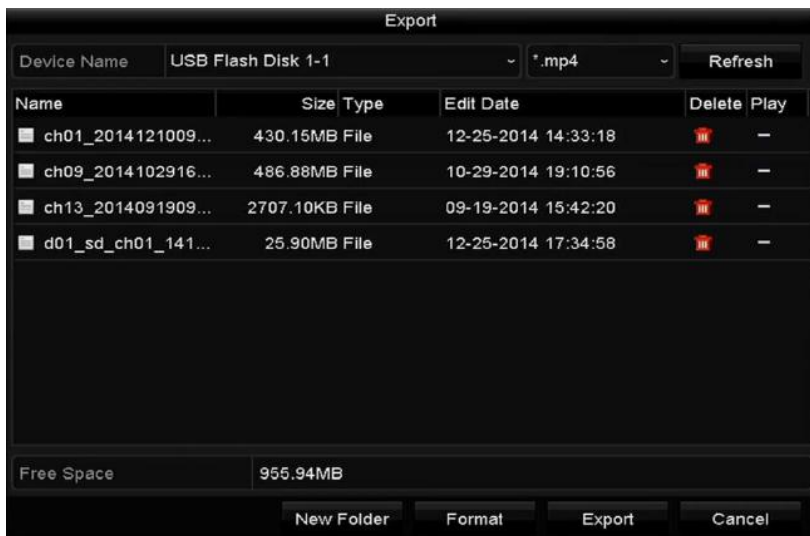 Export
Device Name USB Flash Disk 1-1 *.mp4 Refresh
Name Size Type Edit Date Delete Play
ch01_2014121009... 430.15MB File 12-25-2014 14:33:18
ch09_2014102916... 486.88MB File 10-29-2014 19:10:56
ch13_2014091909... 2707.10KB File 09-19-2014 15:42:20
d01_sd_ch01_141... 25.90MB File 12-25-2014 17:34:58
Free Space 955.94MB
New Folder Format Export Cancel